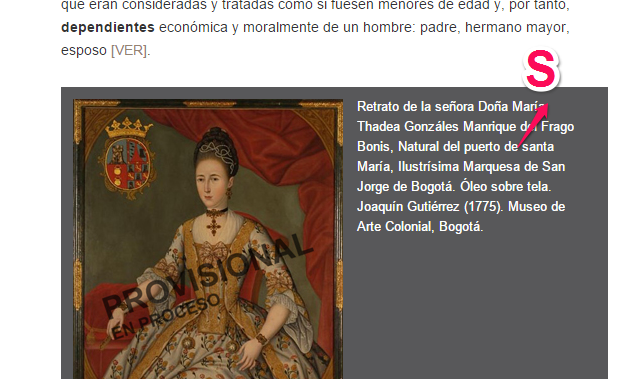 que eran consideradas y tratadas como si fuesen menores de edad y, por tanto,
dependientes económica y moralmente de un hombre: padre, hermano mayor,
esposo [VER].
S
Retrato de la señora Doña María
Thadea Gonzáles Manrique del Frago
Bonis, Natural del puerto de santa
María, Ilustrísima Marquesa de San
Jorge de Bogotá. Óleo sobre tela.
Joaquín Gutiérrez (1775). Museo de
Arte Colonial, Bogotá.
PROVISIONAL
EN PROCESO